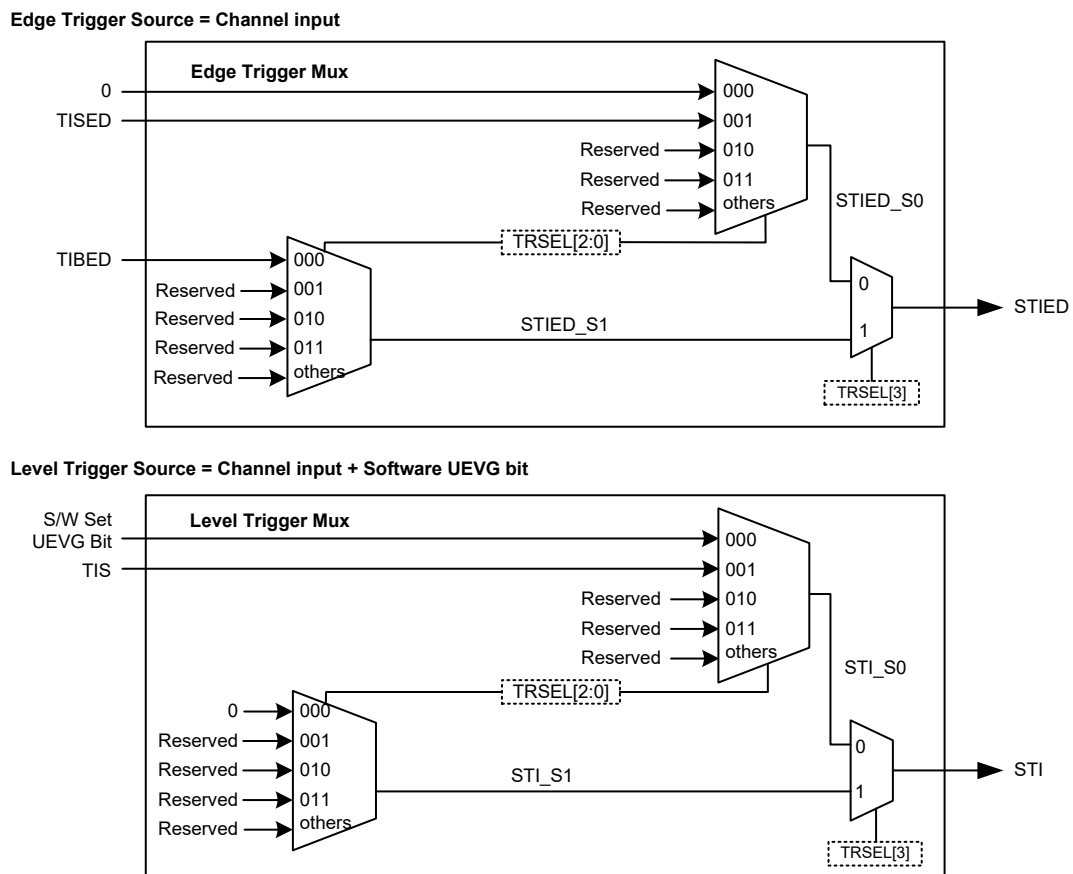 Edge Trigger Source = Channel input
Edge Trigger Mux
0
000
TISED
001
Reserved
010
Reserved
011
Reserved
others
STIED_S0
TRSEL[2:0]
TIBED
000
Reserved
001
Reserved
010
Reserved
011
Reserved
others
STIED_S1
0
1
STIED
TRSEL[3]
Level Trigger Source = Channel input + Software UEVG bit
Level Trigger Mux
S/W Set
UEVG Bit
000
TIS
001
Reserved
010
Reserved
011
Reserved
others
STI_S0
TRSEL[2:0]
0
000
Reserved
001
Reserved
010
Reserved
011
Reserved
others
STI_S1
0
1
STI
TRSEL[3]